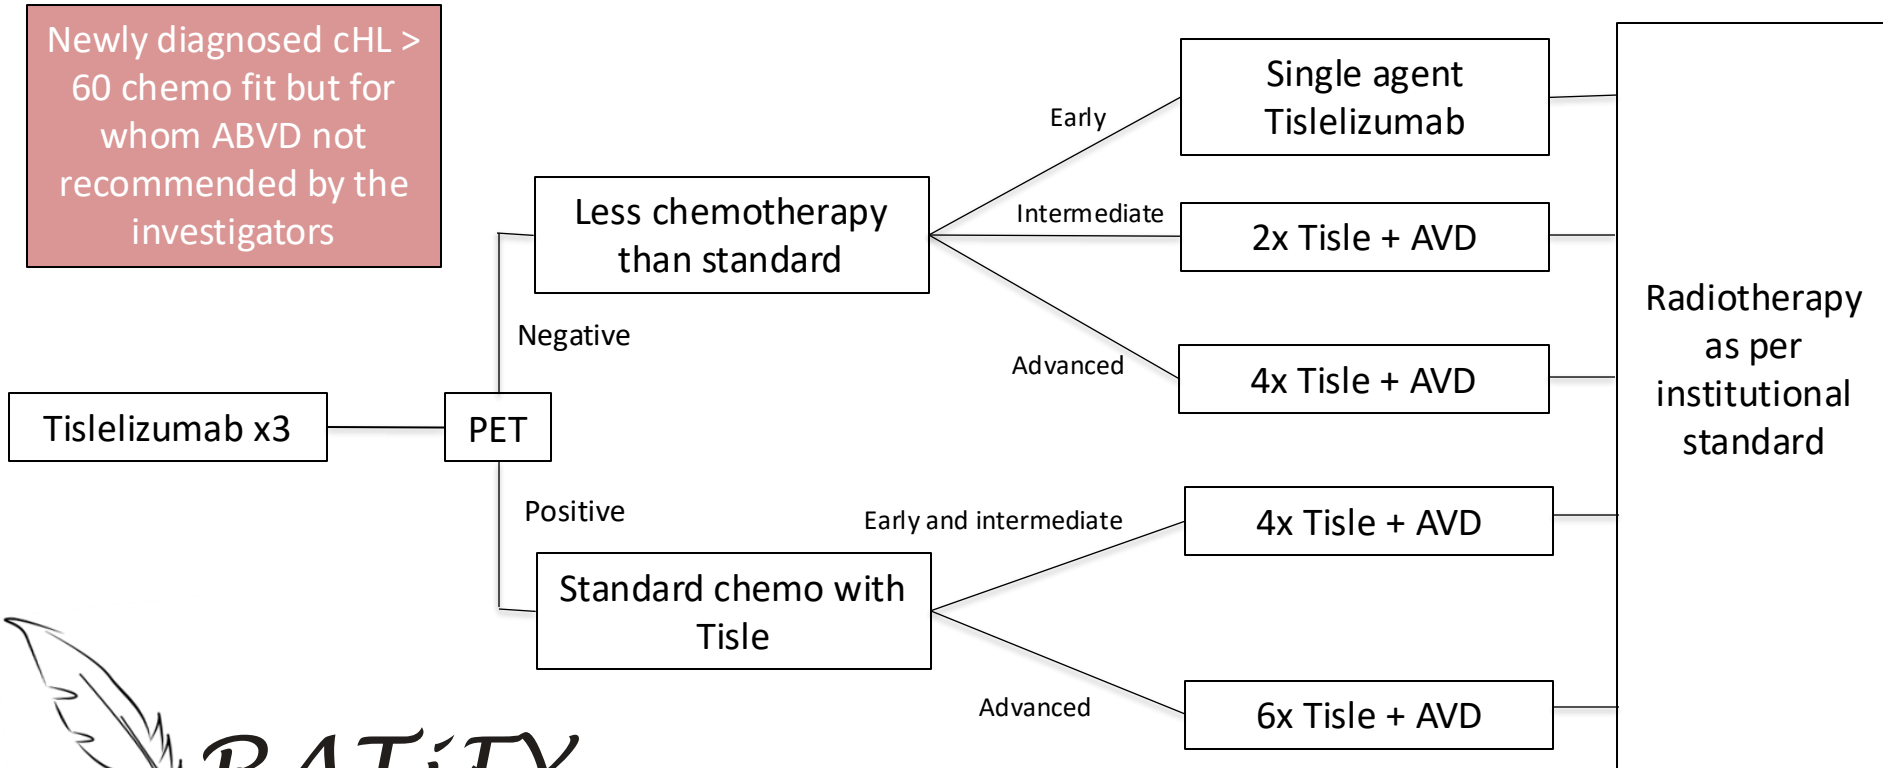 Newly diagnosed cHL >
60 chemo fit but for
whom ABVD not
recommended by the
investigators
Tislelizumab x3
PET
Negative
Positive
Less chemotherapy
than standard
Standard chemo with
Tisle
Early
Intermediate
Advanced
Early and intermediate
Advanced
Single agent
Tislelizumab
2x Tisle + AVD
4x Tisle + AVD
4x Tisle + AVD
6x Tisle + AVD
Radiotherapy
as per
institutional
standard
RATiFY